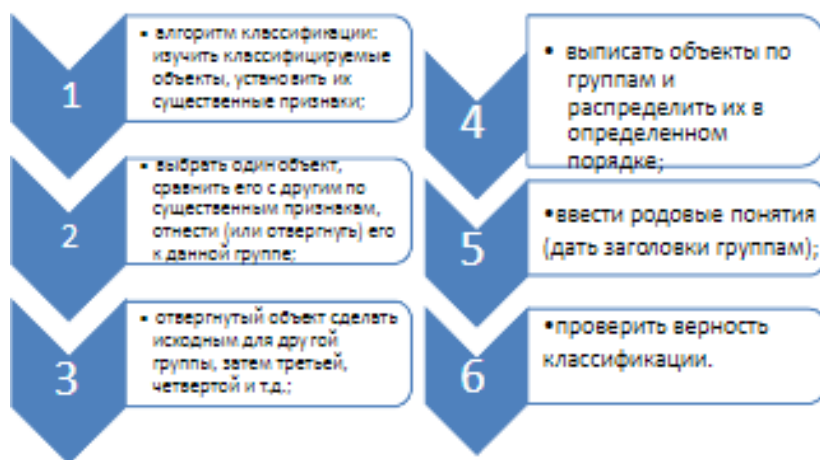 1
• алгоритм классификации:
изучить классифицируемые
объекты, установить их
существенные признаки;
2
• выбрать один объект,
сравнить его с другим по
существенным признакам,
отнести (или отвергнуть) его
к данной группе;
3
• отвергнутый объект сделать
исходным для другой
группы, затем третьей,
четвертой и т.д.;
4
• выписать объекты по
группам и
распределить их в
определенном
порядке;
5
•ввести родовые понятия
(дать заголовки группам);
6
•проверить верность
классификации.